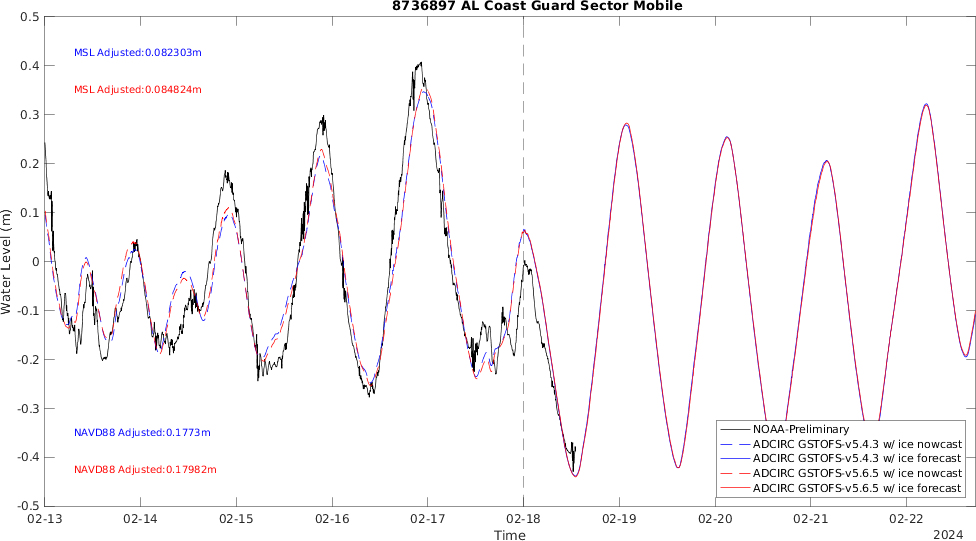 8736897 AL Coast Guard Sector Mobile
0.5
0.4
0.3
0.2
0.1
0
-0.1
-0.2
-0.3
-0.4
-0.5
Water Level (m)
MSL Adjusted:0.082303m
MSL Adjusted:0.084824m
NAVD88 Adjusted:0.1773m
NAVD88 Adjusted:0.17982m
NOAA-Preliminary
ADCIRC GSTOFS-v5.4.3 w/ ice nowcast
ADCIRC GSTOFS-v5.4.3 w/ ice forecast
ADCIRC GSTOFS-v5.6.5 w/ ice nowcast
ADCIRC GSTOFS-v5.6.5 w/ ice forecast
02-13 02-14 02-15 02-16 02-17 02-18 02-19 02-20 02-21 02-22
Time
2024